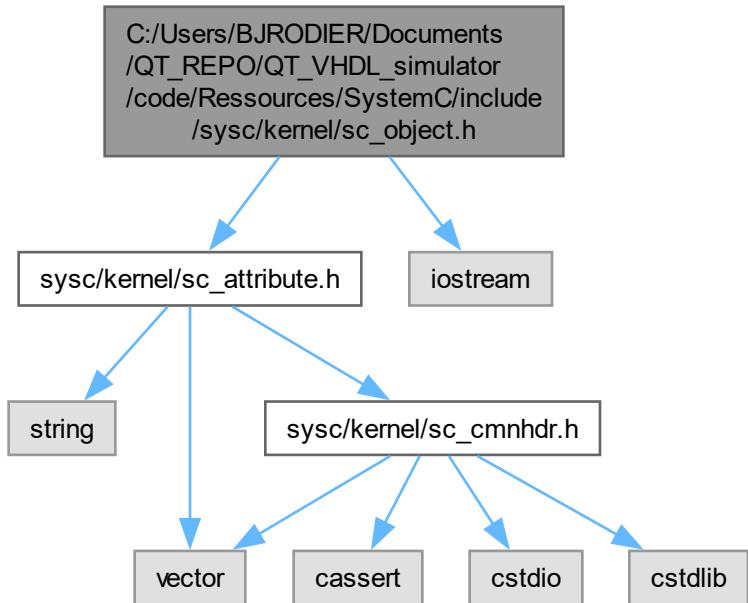 C:/Users/BJRODIER/Documents
/QT_REPO/QT_VHDL_simulator
/code/Ressources/SystemC/include
/sysc/kernel/sc_object.h
sysc/kernel/sc_attribute.h
iostream
string
sysc/kernel/sc_cmnhdr.h
vector
cassert
cstdio
cstdlib